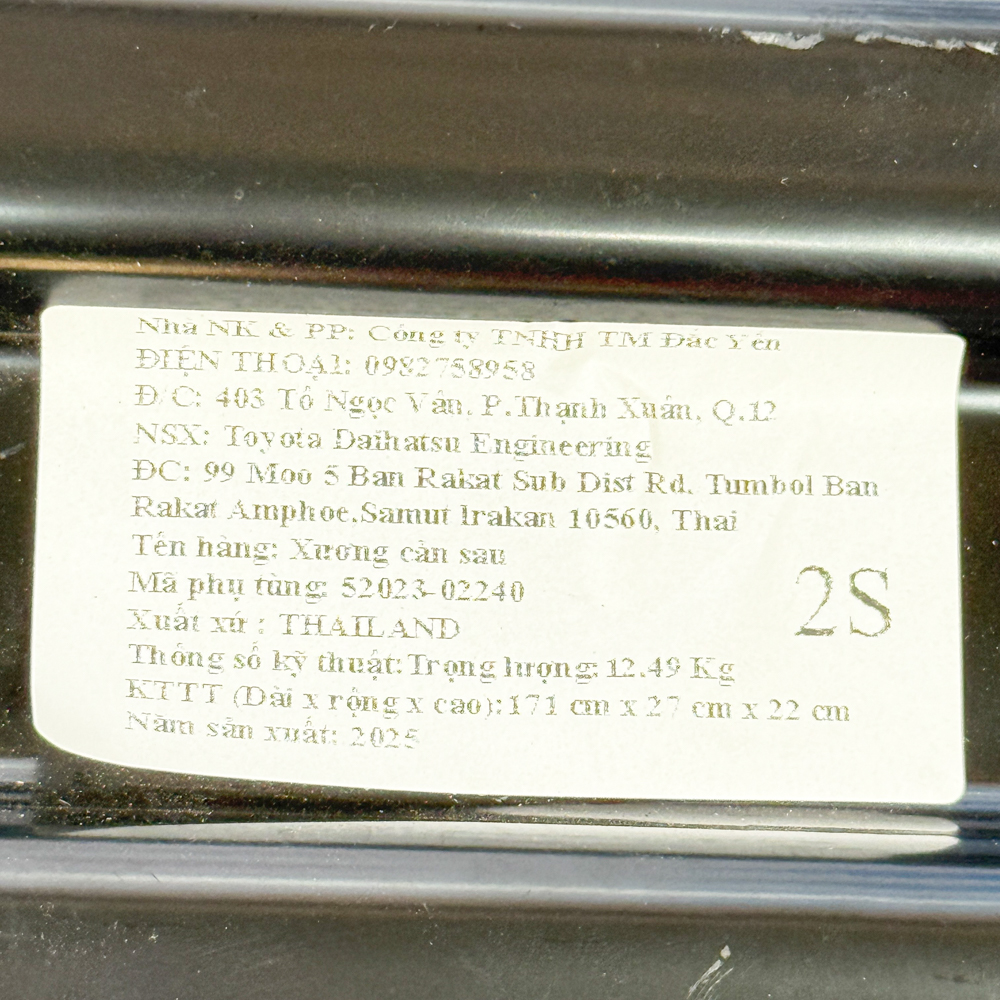 Nhà NK & PP: Công ty TNHH TM Đắc Yên
ĐIỆN THOẠI: 0982758958
Đ/C: 403 Tô Ngọc Vân, P.Thạnh Xuân, Q.12
NSX: Toyota Daihatsu Engineering
ĐC: 99 Moo 5 Ban Rakat Sub Dist Rd. Tumbol Ban
Rakat Amphoe.Samut Irakan 10560, Thai
Tên hàng: Xương cản sau
Mã phụ tùng: 52023-02240
2S
Xuất xứ : THAILAND
Thông số kỹ thuật: Trọng lượng: 12.49 Kg
KTTT (Dài x rộng x cao): 171 cm x 27 cm x 22 cm
Năm sản xuất: 2025